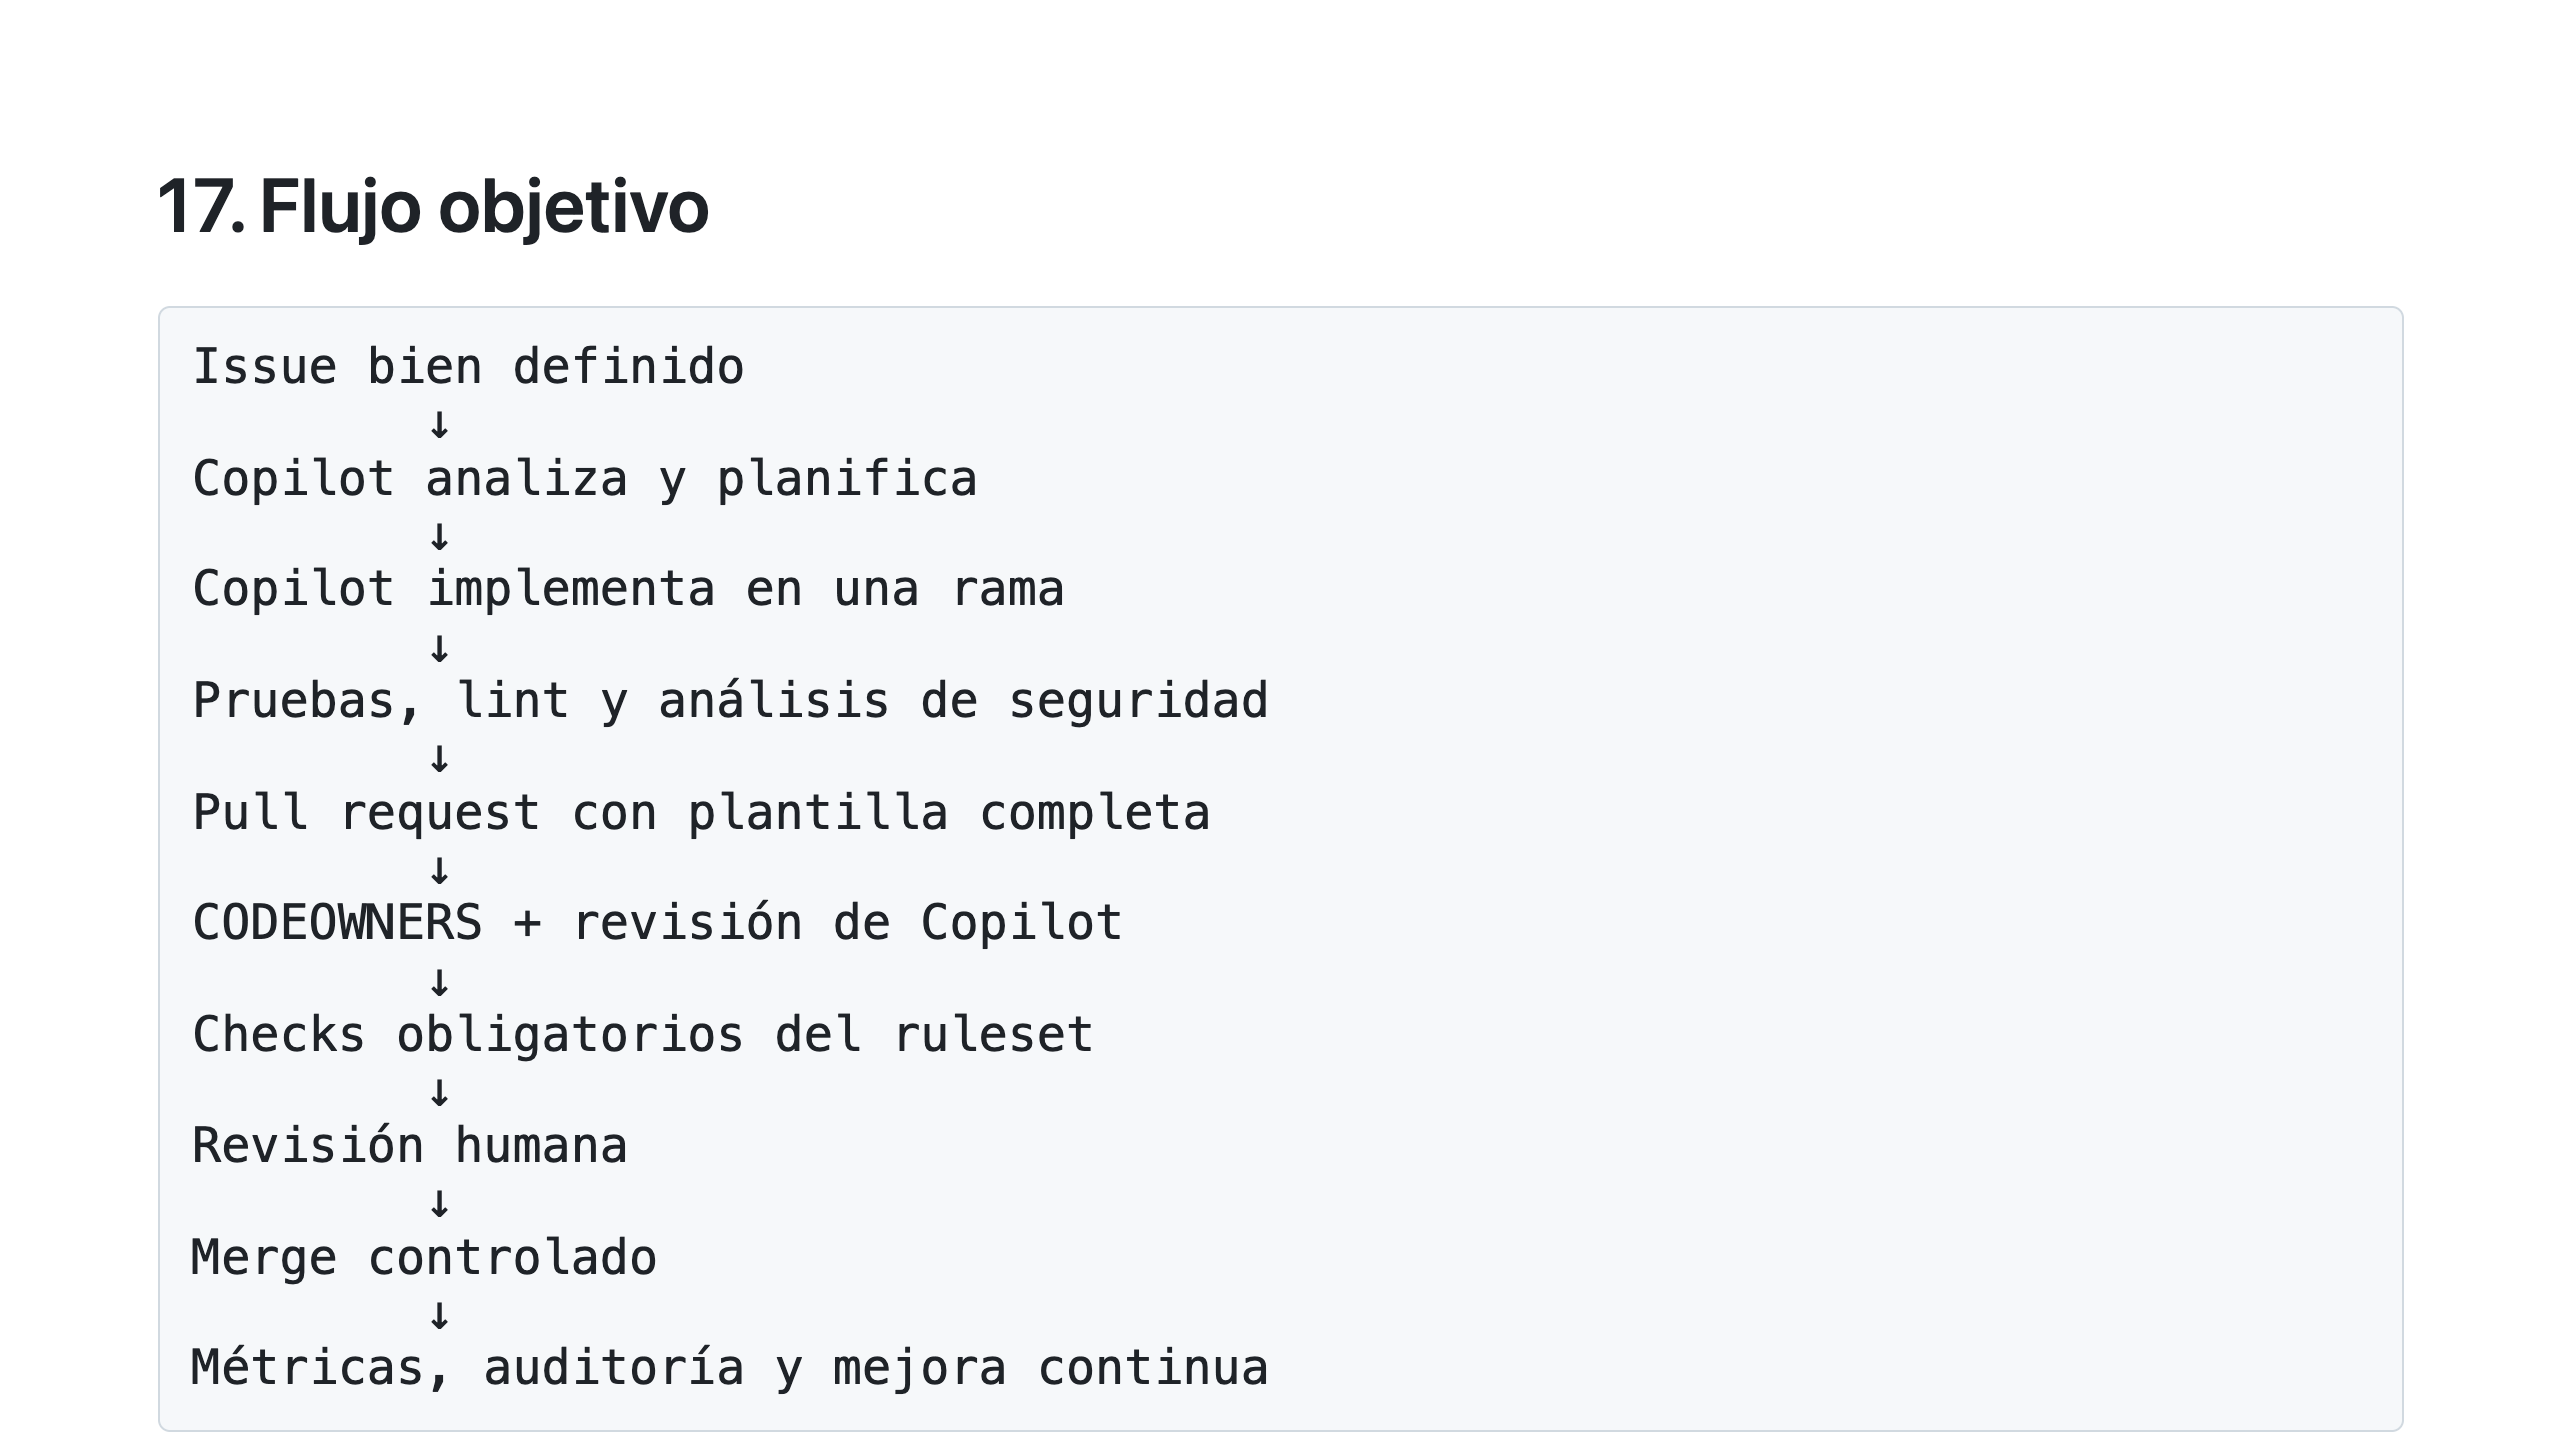 17. Flujo objetivo
Issue bien definido
↓
Copilot analiza y planifica
↓
Copilot implementa en una rama
↓
Pruebas, lint y análisis de seguridad
↓
Pull request con plantilla completa
↓
CODEOWNERS + revisión de Copilot
↓
Checks obligatorios del ruleset
↓
Revisión humana
↓
Merge controlado
↓
Métricas, auditoría y mejora continua